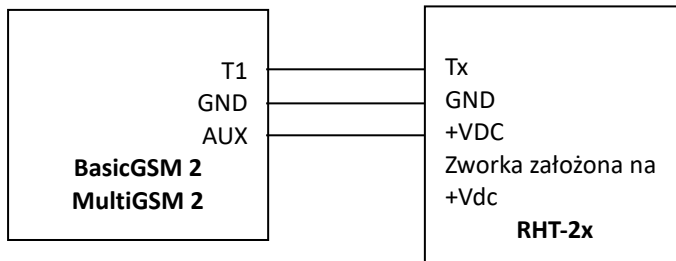 T1
GND
AUX
BasicGSM 2
MultiGSM 2
Tx
GND
+VDC
Zworka założona na
+Vdc
RHT-2x